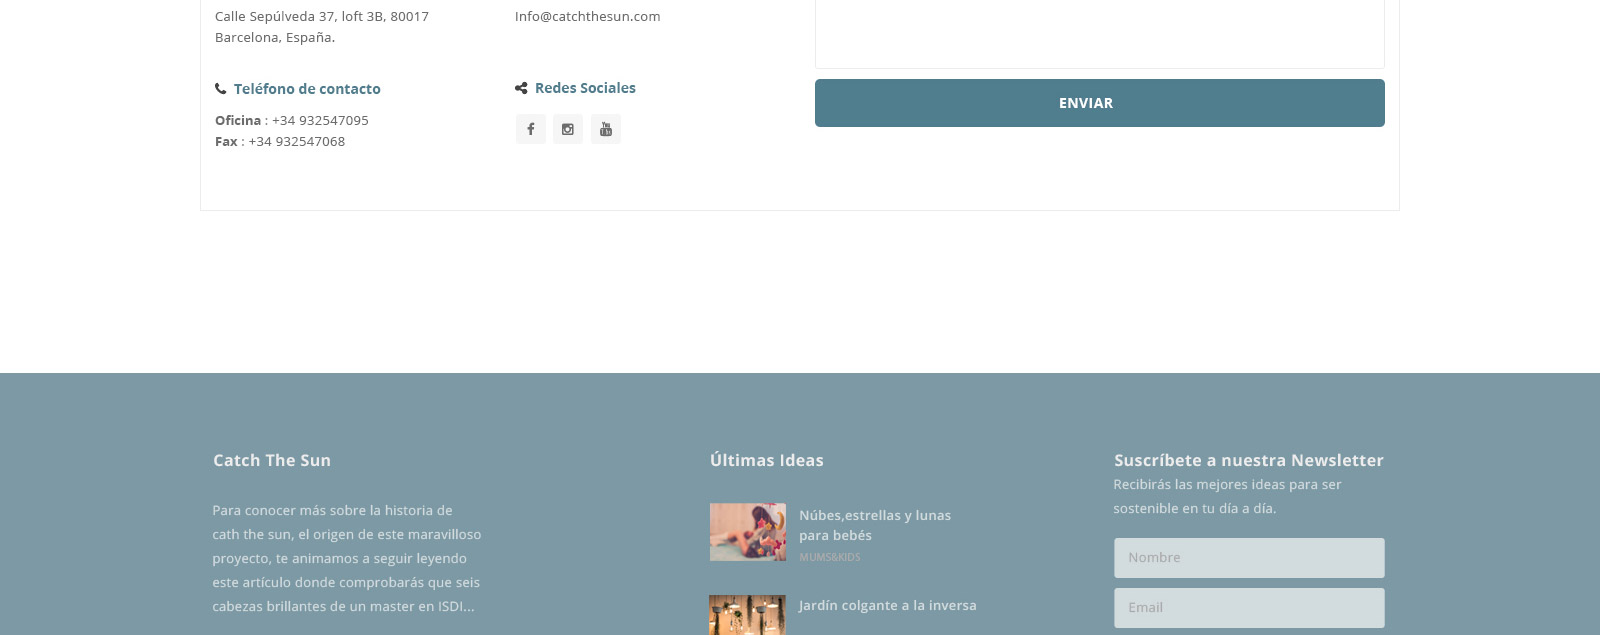 Calle Sepúlveda 37, loft 3B, 80017
Barcelona, España.
Info@catchthesun.com
Teléfono de contacto
Oficina : +34 932547095
Fax : +34 932547068
Redes Sociales
ENVIAR
Catch The Sun
Para conocer más sobre la historia de
cath the sun, el origen de este maravilloso
proyecto, te animamos a seguir leyendo
este artículo donde comprobarás que seis
cabezas brillantes de un master en ISDI...
Últimas Ideas
Núbes,estrellas y lunas
para bebés
MUMS&KIDS
Jardín colgante a la inversa
Suscríbete a nuestra Newsletter
Recibirás las mejores ideas para ser
sostenible en tu día a día.
Nombre
Email